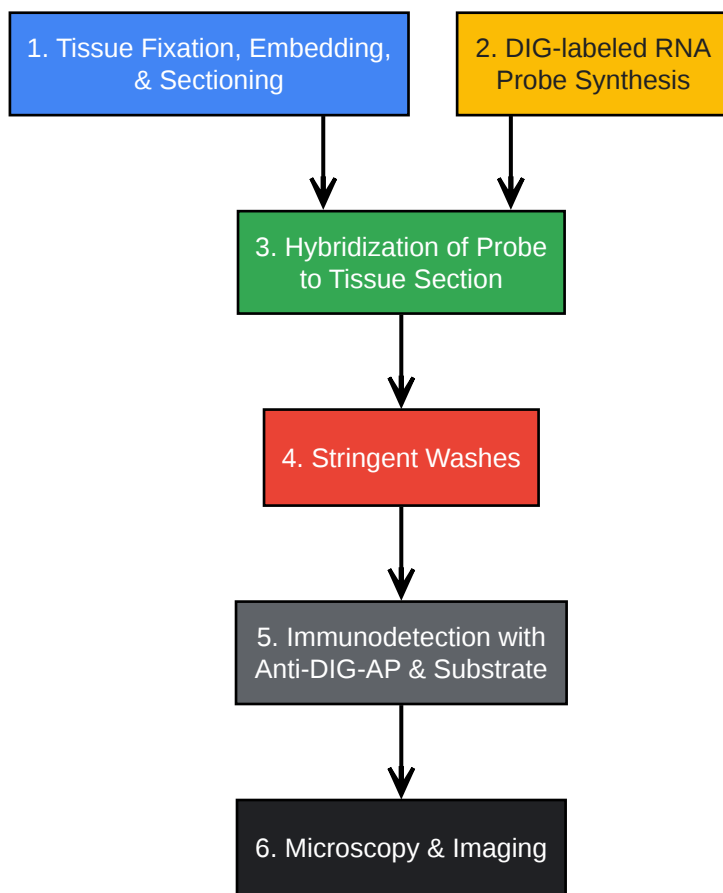 1. Tissue Fixation, Embedding,
& Sectioning
2. DIG-labeled RNA
Probe Synthesis
3. Hybridization of Probe
to Tissue Section
4. Stringent Washes
5. Immunodetection with
Anti-DIG-AP & Substrate
6. Microscopy & Imaging